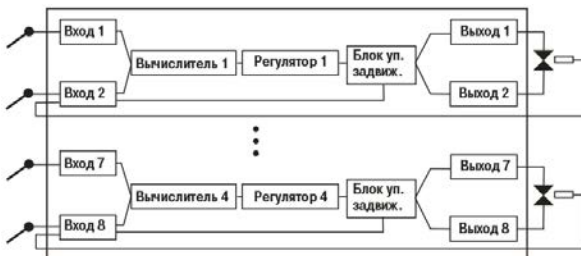 Вход 1
Выход 1
Вычислитель 1
Регулятор 1
Блок уп.
задвиж.
Вход 2
Выход 2
Вход 7
Выход 7
Вычислитель 4
Регулятор 4
Блок уп.
задвиж.
Вход 8
Выход 8